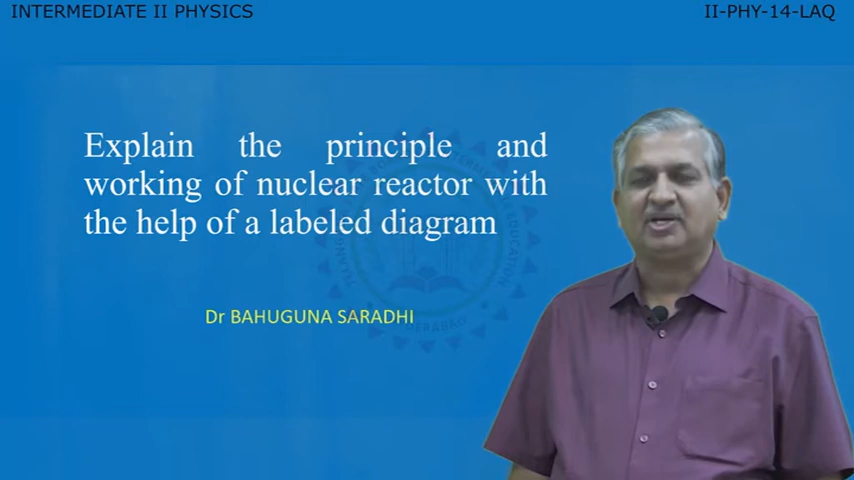 INTERMEDIATE II PHYSICS
II-PHY-14-LAQ
Explain the principle and
working of nuclear reactor with
the help of a labeled diagram
Dr BAHUGUNA SARADHI